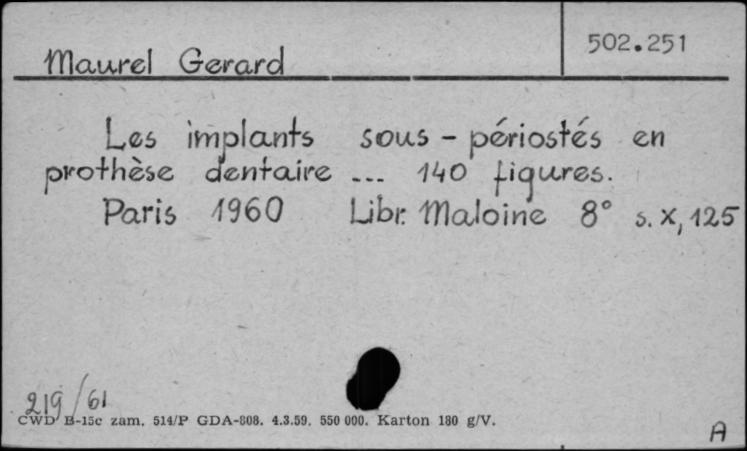 502.251
Maurel Gerard
Les implants sous-périostés en
prothèse dentaire ... 140 figures.
Paris 1960 Libr. Maloine 8° s. X, 125
219/61
CWD B-15c zam. 514/P GDA-808. 4.3.59. 550 000. Karton 180 g/V.
A